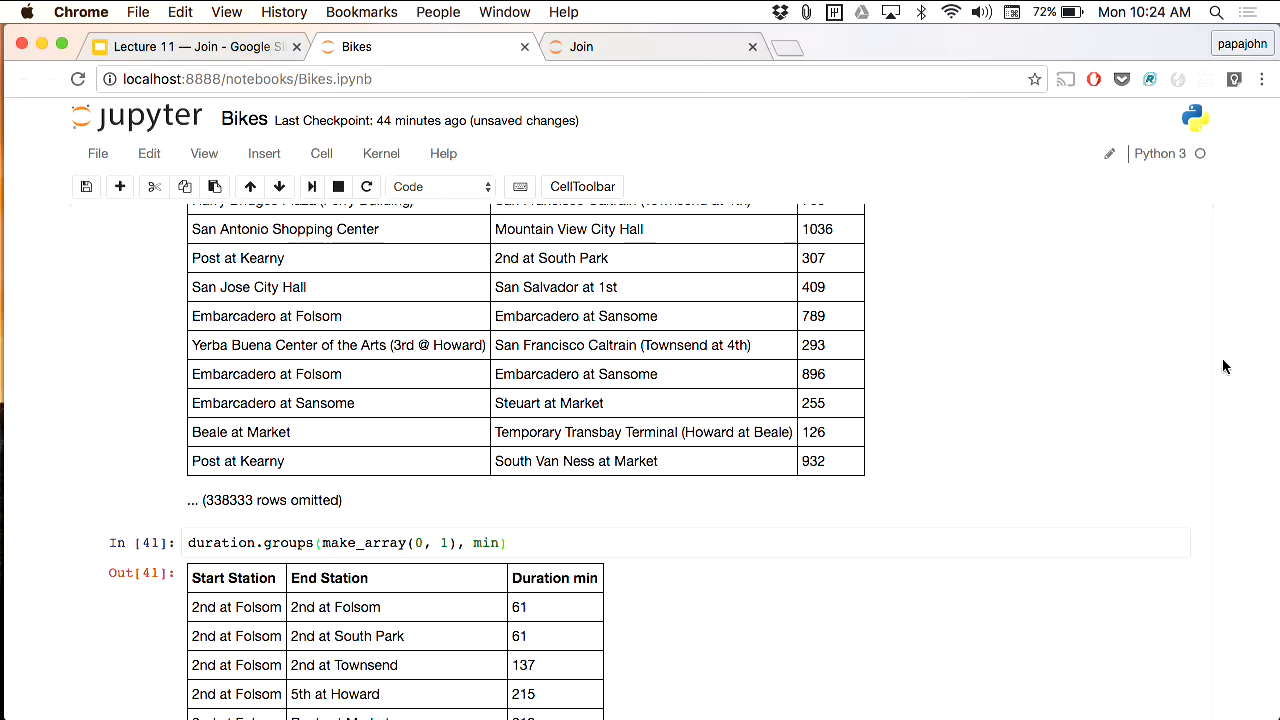 Chrome File Edit View History Bookmarks People Window Help 72% Mon 10:24 AM
Lecture 11 — Join - Google Sl Bikes Join papajohn
localhost:8888/notebooks/Bikes.ipynb
jupyter Bikes Last Checkpoint: 44 minutes ago (unsaved changes)
File Edit View Insert Cell Kernel Help Python 3
Code CellToolbar
San Antonio Shopping Center Mountain View City Hall 1036
Post at Kearny 2nd at South Park 307
San Jose City Hall San Salvador at 1st 409
Embarcadero at Folsom Embarcadero at Sansome 789
Yerba Buena Center of the Arts (3rd @ Howard) San Francisco Caltrain (Townsend at 4th) 293
Embarcadero at Folsom Embarcadero at Sansome 896
Embarcadero at Sansome Steuart at Market 255
Beale at Market Temporary Transbay Terminal (Howard at Beale) 126
Post at Kearny South Van Ness at Market 932
... (338333 rows omitted)
In [41]: duration.groups(make_array(0, 1), min)
Out[41]: Start Station End Station Duration min
2nd at Folsom 2nd at Folsom 61
2nd at Folsom 2nd at South Park 61
2nd at Folsom 2nd at Townsend 137
2nd at Folsom 5th at Howard 215